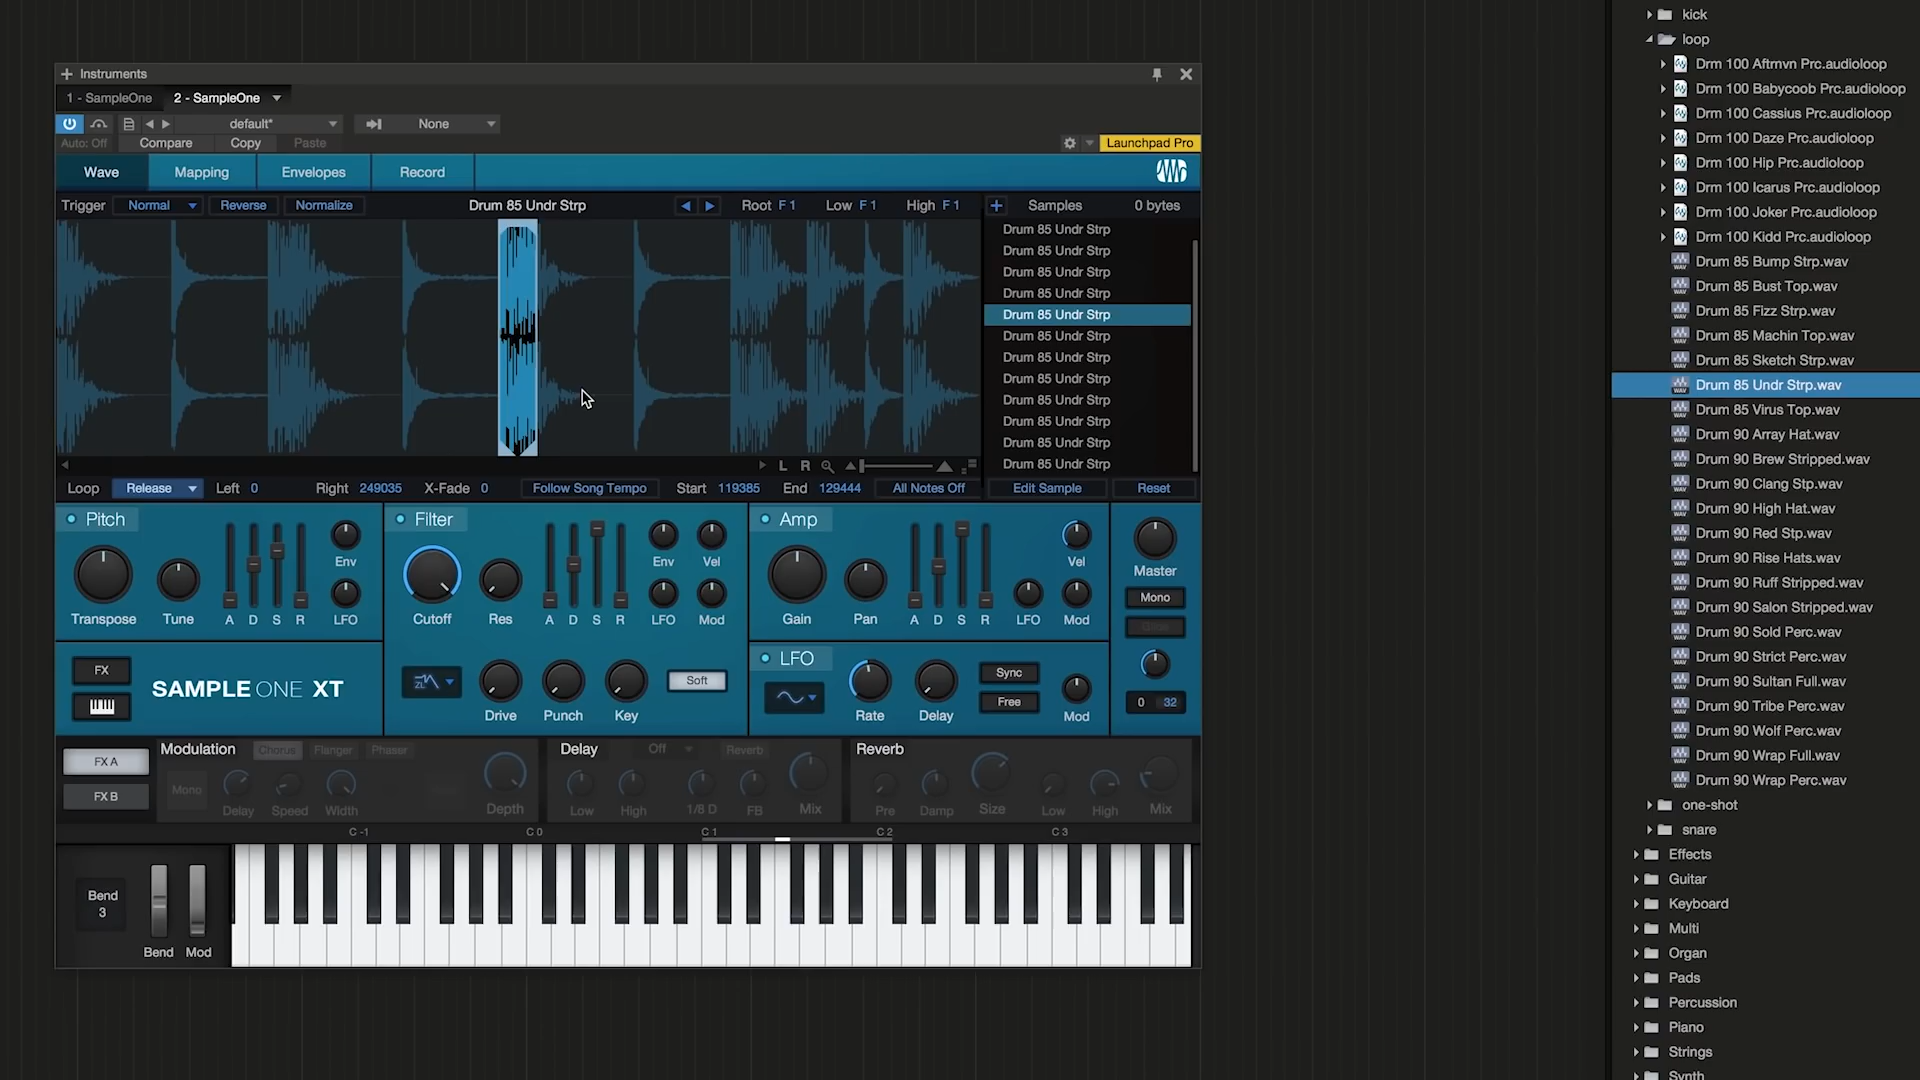 Instruments
1 - SampleOne 2 - SampleOne
default* None
Auto: Off Compare Copy Paste Launchpad Pro
Wave Mapping Envelopes Record
Trigger Normal Reverse Normalize Drum 85 Undr Strp Root F 1 Low F 1 High F 1 Samples 0 bytes
Drum 85 Undr Strp
Drum 85 Undr Strp
Drum 85 Undr Strp
Drum 85 Undr Strp
Drum 85 Undr Strp
Drum 85 Undr Strp
Drum 85 Undr Strp
Drum 85 Undr Strp
Drum 85 Undr Strp
Drum 85 Undr Strp
Drum 85 Undr Strp
Drum 85 Undr Strp
L R
Loop Release Left 0 Right 249035 X-Fade 0 Follow Song Tempo Start 119385 End 129444 All Notes Off Edit Sample Reset
Pitch
Transpose Tune A D S R Env LFO
Filter
Cutoff Res A D S R Env Vel LFO Mod
Drive Punch Key Soft
Amp
Gain Pan A D S R Vel LFO Mod
LFO
Rate Delay Sync Free Mod
Master
Mono
Glide
0 32
FX
SAMPLE ONE XT
FX A
FX B
Modulation Chorus Flanger Phaser
Mono Delay Speed Width Depth
Delay Off Reverb
Low High 1/8 D FB Mix
Reverb
Pre Damp Size Low High Mix
C -1 C 0 C 1 C 2 C 3
Bend
3
Bend Mod
kick
loop
Drm 100 Aftrnvn Prc.audioloop
Drm 100 Babycoob Prc.audioloop
Drm 100 Cassius Prc.audioloop
Drm 100 Daze Prc.audioloop
Drm 100 Hip Prc.audioloop
Drm 100 Icarus Prc.audioloop
Drm 100 Joker Prc.audioloop
Drm 100 Kidd Prc.audioloop
Drum 85 Bump Strp.wav
Drum 85 Bust Top.wav
Drum 85 Fizz Strp.wav
Drum 85 Machin Top.wav
Drum 85 Sketch Strp.wav
Drum 85 Undr Strp.wav
Drum 85 Virus Top.wav
Drum 90 Array Hat.wav
Drum 90 Brew Stripped.wav
Drum 90 Clang Stp.wav
Drum 90 High Hat.wav
Drum 90 Red Stp.wav
Drum 90 Rise Hats.wav
Drum 90 Ruff Stripped.wav
Drum 90 Salon Stripped.wav
Drum 90 Sold Perc.wav
Drum 90 Strict Perc.wav
Drum 90 Sultan Full.wav
Drum 90 Tribe Perc.wav
Drum 90 Wolf Perc.wav
Drum 90 Wrap Full.wav
Drum 90 Wrap Perc.wav
one-shot
snare
Effects
Guitar
Keyboard
Multi
Organ
Pads
Percussion
Piano
Strings
Synth